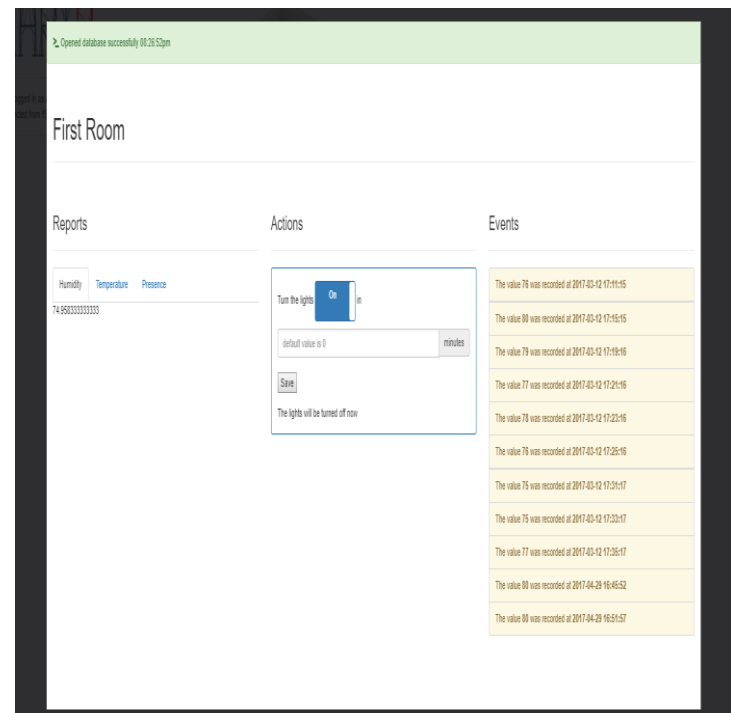 Opened database successfully 08:26:52pm
First Room
Reports
Humidity Temperature Presence
74.958333333333
Actions
Turn the lights On in
default value is 0 minutes
Save
The lights will be turned off now
Events
The value 76 was recorded at 2017-03-12 17:11:15
The value 80 was recorded at 2017-03-12 17:15:15
The value 79 was recorded at 2017-03-12 17:19:16
The value 77 was recorded at 2017-03-12 17:21:16
The value 78 was recorded at 2017-03-12 17:23:16
The value 76 was recorded at 2017-03-12 17:25:16
The value 75 was recorded at 2017-03-12 17:31:17
The value 75 was recorded at 2017-03-12 17:33:17
The value 77 was recorded at 2017-03-12 17:35:17
The value 80 was recorded at 2017-04-29 16:45:52
The value 80 was recorded at 2017-04-29 16:51:57